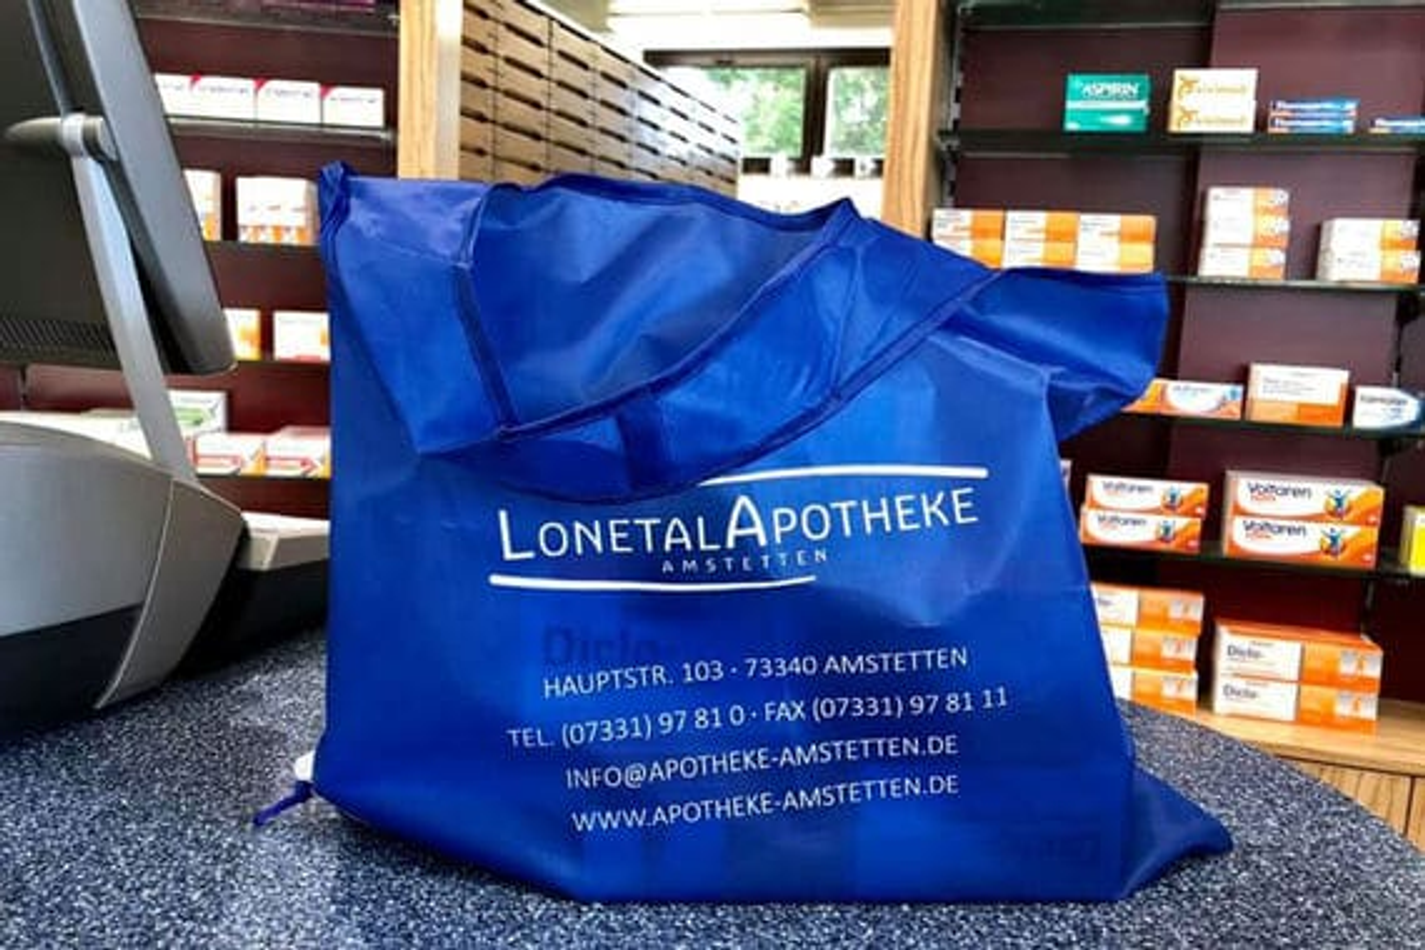 ASPIRIN
LONETALAPOTHEKE
AMSTETTEN
Diclo-
HAUPTSTR. 103 · 73340 AMSTETTEN
TEL. (07331) 97 81 0 · FAX (07331) 97 81 11
INFO@APOTHEKE-AMSTETTEN.DE
WWW.APOTHEKE-AMSTETTEN.DE
Voltaren
Voltaren
Voltaren
Voltaren
Diclo-
Diclo-